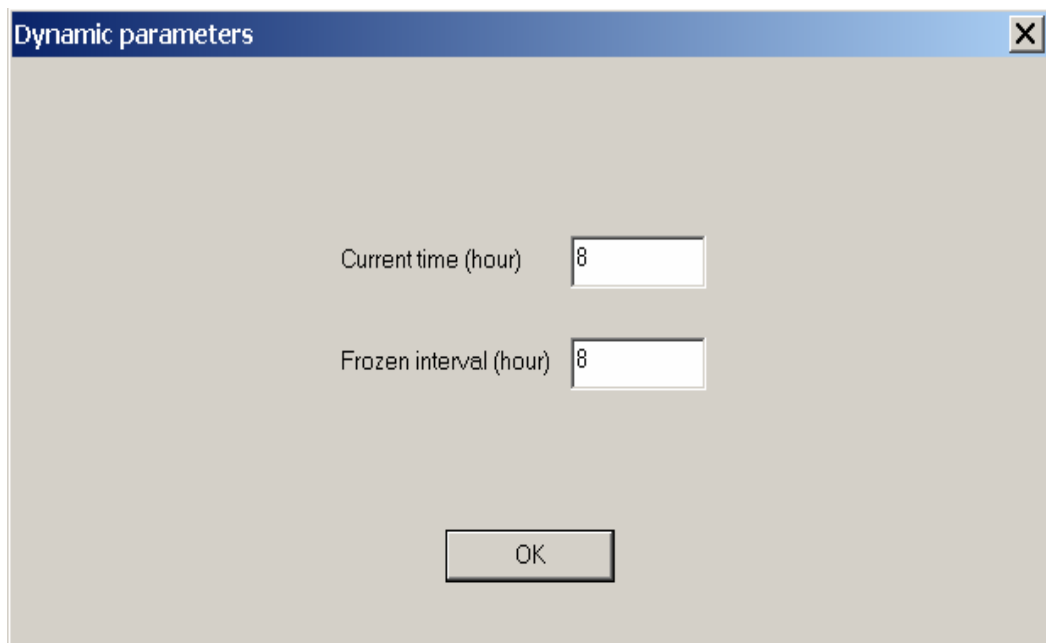 Dynamic parameters
Current time (hour) 8
Frozen interval (hour) 8
OK